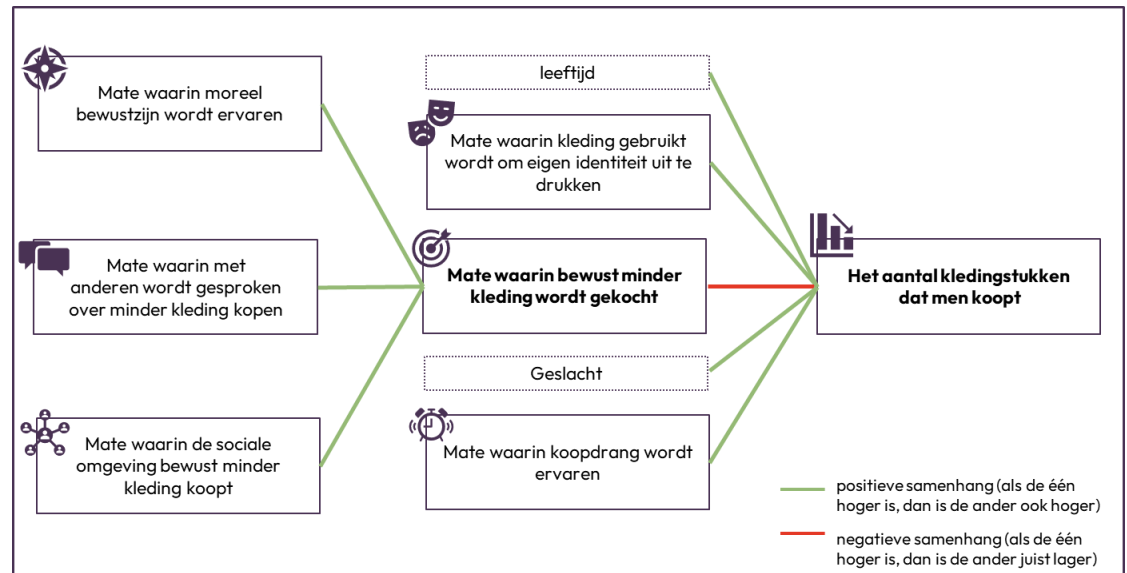 Mate waarin moreel
bewustzijn wordt ervaren
Mate waarin met
anderen wordt gesproken
over minder kleding kopen
Mate waarin de sociale
omgeving bewust minder
kleding koopt
leeftijd
Mate waarin kleding gebruikt
wordt om eigen identiteit uit te
drukken
Mate waarin bewust minder
kleding wordt gekocht
Geslacht
Mate waarin koopdrang wordt
ervaren
Het aantal kledingstukken
dat men koopt
positieve samenhang (als de één
hoger is, dan is de ander ook hoger)
negatieve samenhang (als de één
hoger is, dan is de ander juist lager)